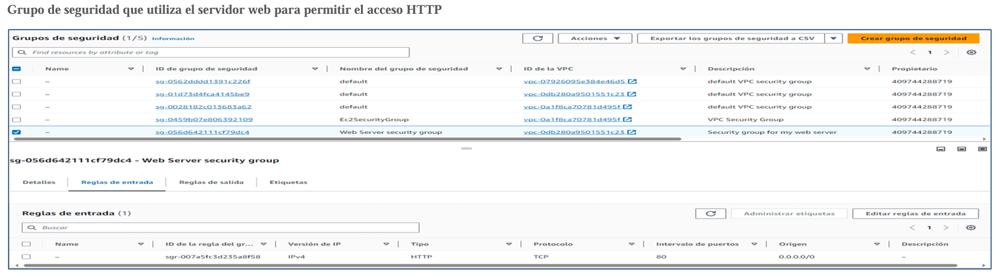 Grupo de seguridad que utiliza el servidor web para permitir el acceso HTTP
Grupos de seguridad (1/5) Información Acciones Exportar los grupos de seguridad a CSV Crear grupo de seguridad
Find resources by attribute or tag 1
Name ID de grupo de seguridad Nombre del grupo de seguridad ID de la VPC Descripción Propietario
– sg-0562dddd1391c226f default vpc-07926095e384e46d5 default VPC security group 409744288719
– sg-01d73d4fca4145be9 default vpc-0db280a9501551c23 default VPC security group 409744288719
– sg-0028182c013683a62 default vpc-0a1f8ca70781d495f default VPC security group 409744288719
– sg-0459b07e806392109 Ec2SecurityGroup vpc-0a1f8ca70781d495f VPC Security Group 409744288719
– sg-056d642111cf79dc4 Web Server security group vpc-0db280a9501551c23 Security group for my web server 409744288719
sg-056d642111cf79dc4 - Web Server security group
Detalles Reglas de entrada Reglas de salida Etiquetas
Reglas de entrada (1) Administrar etiquetas Editar reglas de entrada
Buscar 1
Name ID de la regla del gr... Versión de IP Tipo Protocolo Intervalo de puertos Origen Descripción
– sgr-007a5fc3d235a8f58 IPv4 HTTP TCP 80 0.0.0.0/0 –